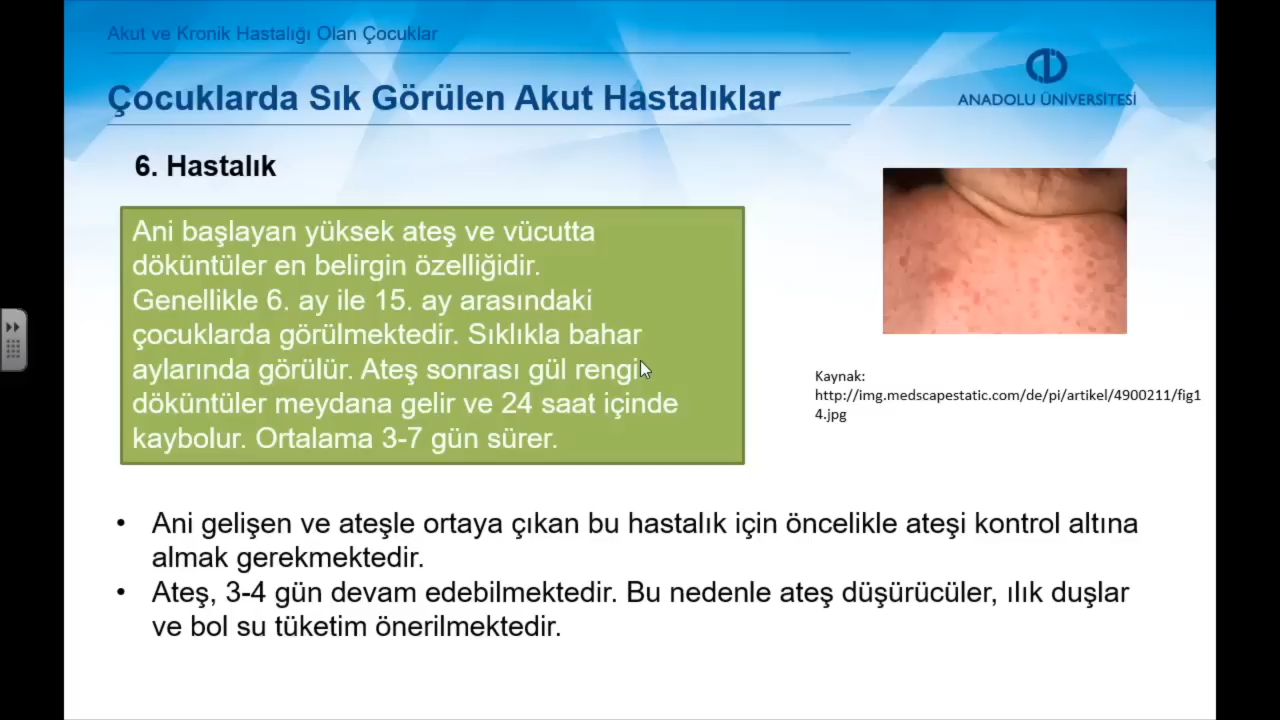 Akut ve Kronik Hastalığı Olan Çocuklar
Çocuklarda Sık Görülen Akut Hastalıklar
ANADOLU ÜNİVERSİTESİ
6. Hastalık
Ani başlayan yüksek ateş ve vücutta
döküntüler en belirgin özelliğidir.
Genellikle 6. ay ile 15. ay arasındaki
çocuklarda görülmektedir. Sıklıkla bahar
aylarında görülür. Ateş sonrası gül rengi
döküntüler meydana gelir ve 24 saat içinde
kaybolur. Ortalama 3-7 gün sürer.
Kaynak:
http://img.medscapestatic.com/de/pi/artikel/4900211/fig1
4.jpg
• Ani gelişen ve ateşle ortaya çıkan bu hastalık için öncelikle ateşi kontrol altına
almak gerekmektedir.
• Ateş, 3-4 gün devam edebilmektedir. Bu nedenle ateş düşürücüler, ılık duşlar
ve bol su tüketim önerilmektedir.